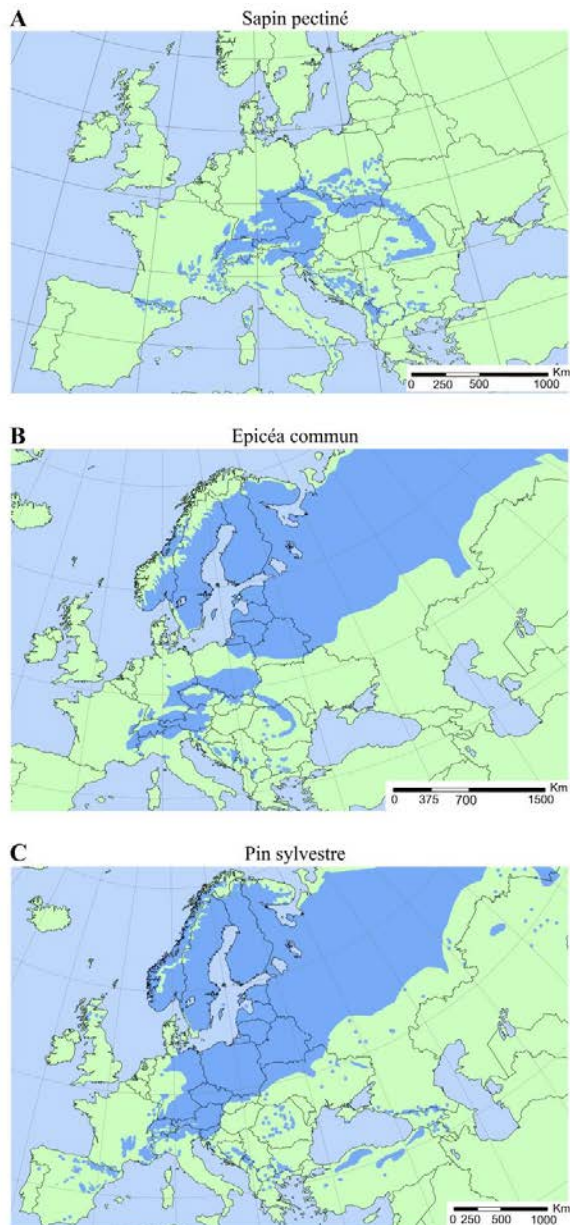 A
Sapin pectiné
Km
0 250 500 1000
B
Epicéa commun
Km
0 375 700 1500
C
Pin sylvestre
Km
0 250 500 1000